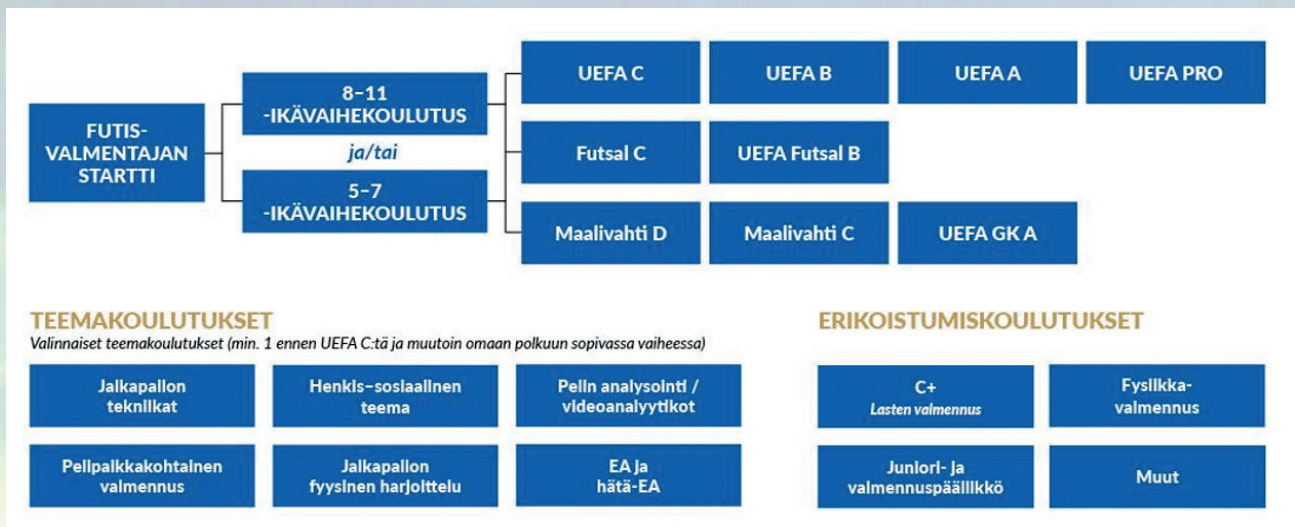 FUTIS-
VALMENTAJAN
STARTTI
8–11
-IKÄVAIHEKOULUTUS
ja/tai
5–7
-IKÄVAIHEKOULUTUS
UEFA C
UEFA B
UEFA A
UEFA PRO
Futsal C
UEFA Futsal B
Maalivahti D
Maalivahti C
UEFA GK A
TEEMAKOULUTUKSET
Valinnaiset teemakoulutukset (min. 1 ennen UEFA C:tä ja muutoin omaan polkuun sopivassa vaiheessa)
Jalkapallon
tekniikat
Henkis–sosiaalinen
teema
Pelin analysointi /
videoanalyytikot
Pelipaikkakohtainen
valmennus
Jalkapallon
fyysinen harjoittelu
EA ja
hätä-EA
ERIKOISTUMISKOULUTUKSET
C+
Lasten valmennus
Fysiikka-
valmennus
Juniori- ja
valmennuspäällikkö
Muut